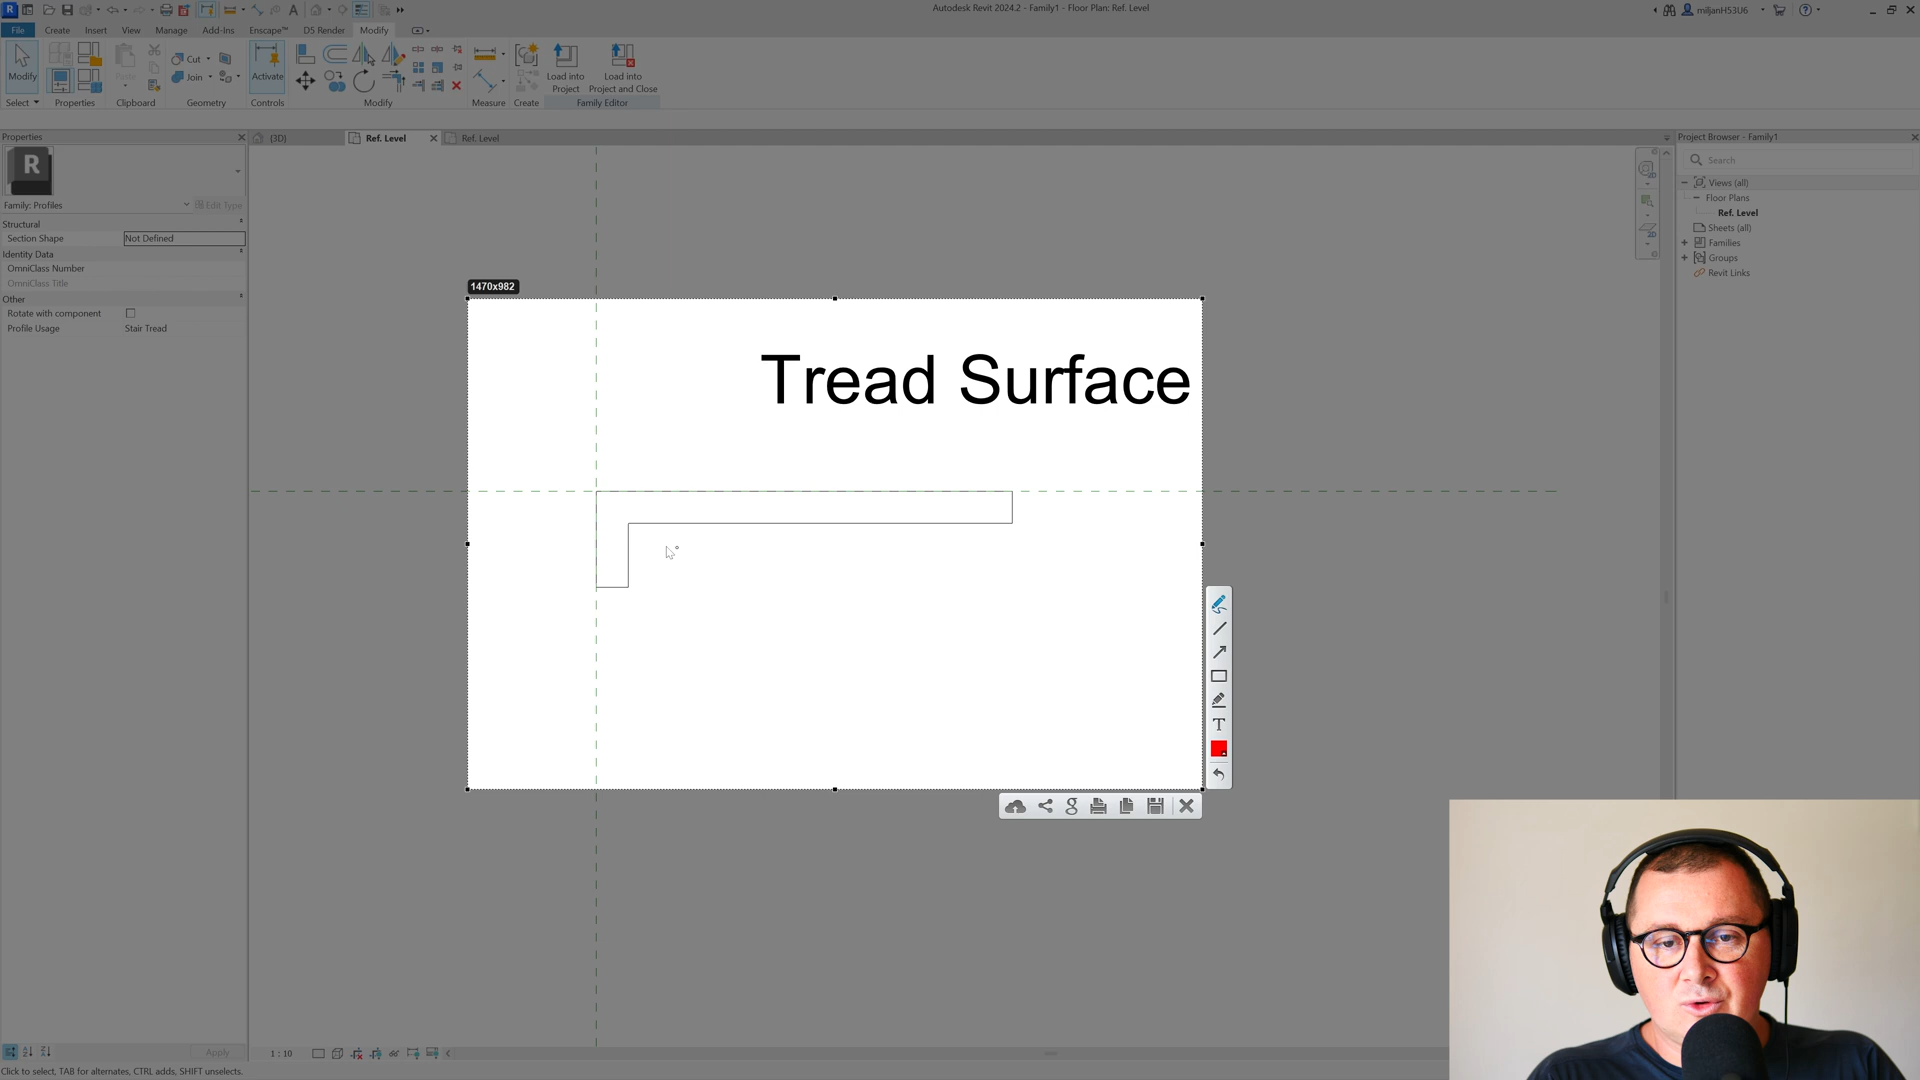 Autodesk Revit 2024.2 - Family1 - Floor Plan: Ref. Level
miljanH53U6
File Create Insert View Manage Add-Ins Enscape™ D5 Render Modify
Modify
Paste
Cut
Join
Activate
Load into
Project
Load into
Project and Close
Select Properties Clipboard Geometry Controls Modify Measure Create Family Editor
Properties
R
Family: Profiles
Edit Type
Structural
Section Shape Not Defined
Identity Data
OmniClass Number
OmniClass Title
Other
Rotate with component
Profile Usage Stair Tread
{3D}
Ref. Level
Ref. Level
1470x982
Tread Surface
Project Browser - Family1
Search
Views (all)
Floor Plans
Ref. Level
Sheets (all)
Families
Groups
Revit Links
1 : 10
Apply
Click to select, TAB for alternates, CTRL adds, SHIFT unselects.